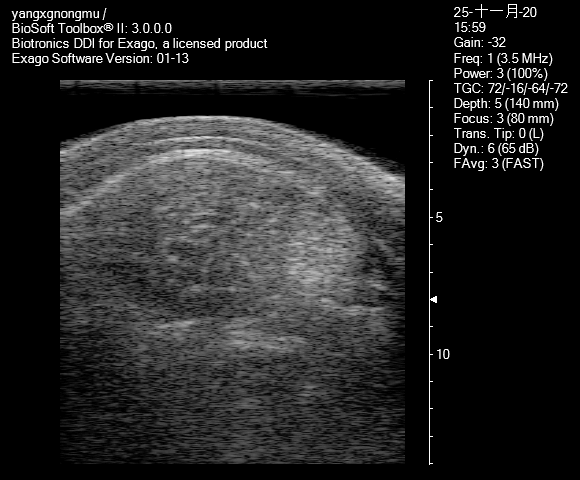 yangxgnongmu /
BioSoft Toolbox® II: 3.0.0.0
Biotronics DDI for Exago, a licensed product
Exago Software Version: 01-13
25-十一月-20
15:59
Gain: -32
Freq: 1 (3.5 MHz)
Power: 3 (100%)
TGC: 72/-16/-64/-72
Depth: 5 (140 mm)
Focus: 3 (80 mm)
Trans. Tip: 0 (L)
Dyn.: 6 (65 dB)
FAvg: 3 (FAST)
5
10